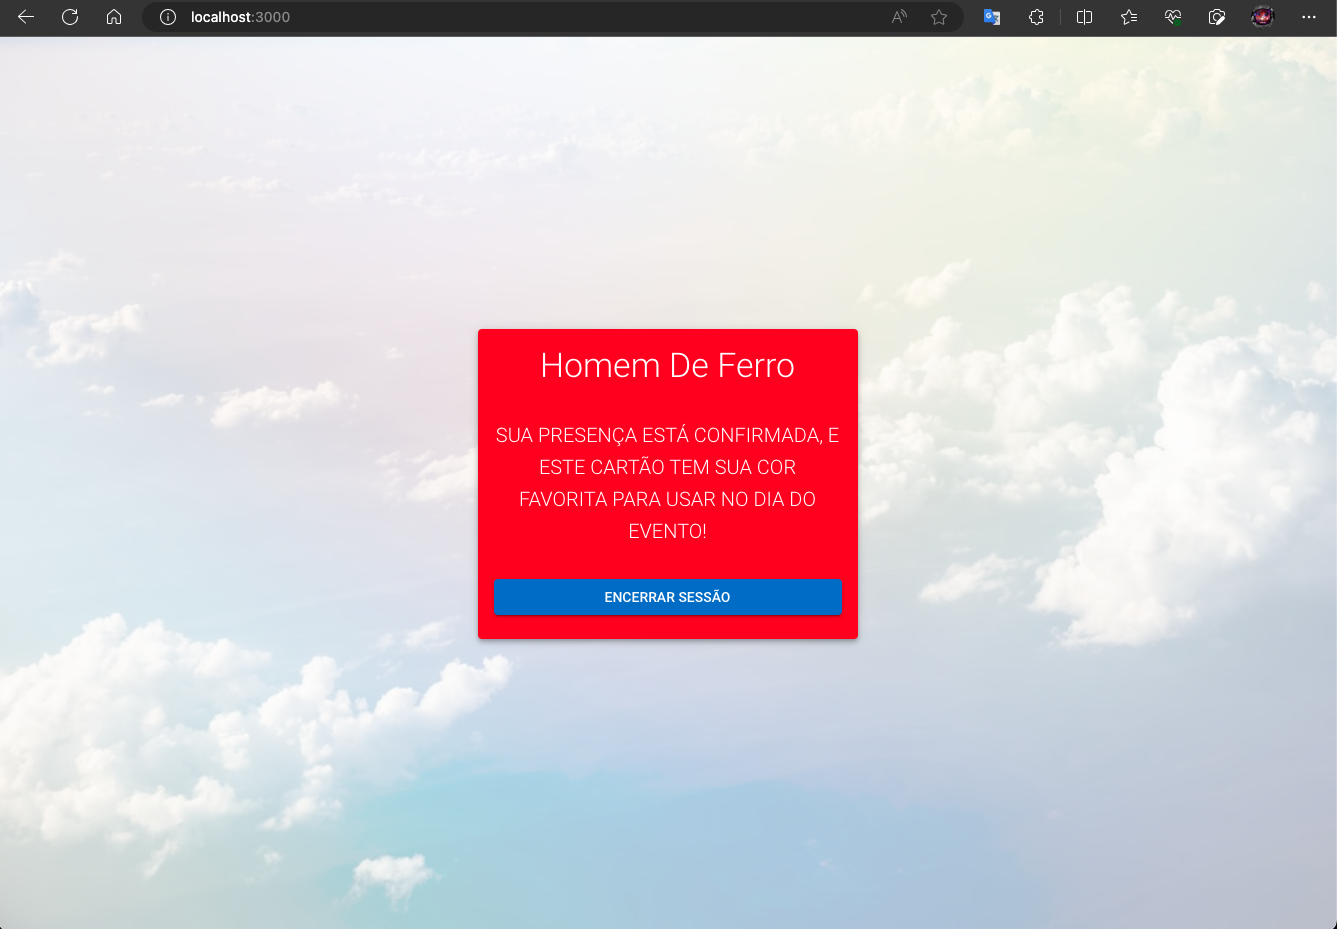 localhost:3000
Homem De Ferro
SUA PRESENÇA ESTÁ CONFIRMADA, E
ESTE CARTÃO TEM SUA COR
FAVORITA PARA USAR NO DIA DO
EVENTO!
ENCERRAR SESSÃO